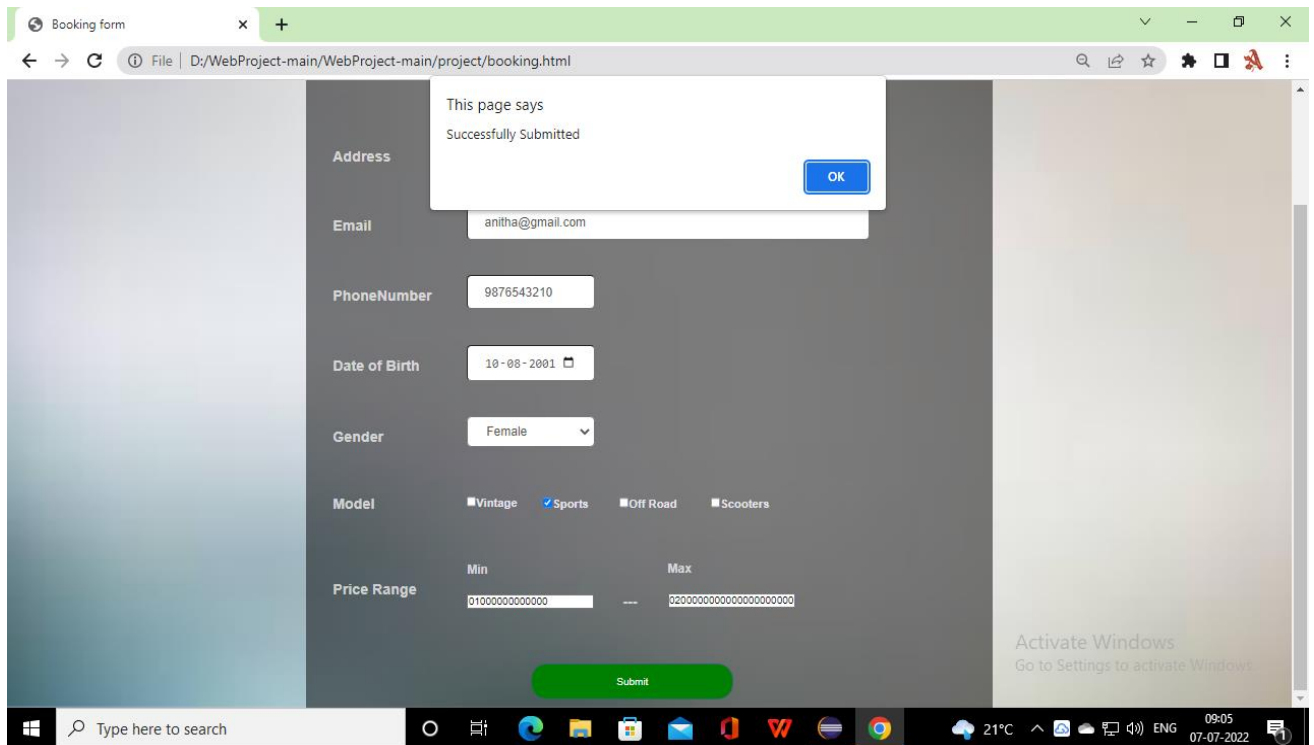 Booking form
File D:/WebProject-main/WebProject-main/project/booking.html
This page says
Successfully Submitted
OK
Address
Email anitha@gmail.com
PhoneNumber 9876543210
Date of Birth 10-08-2001
Gender Female
Model Vintage Sports Off Road Scooters
Min Max
Price Range 01000000000000 --- 0200000000000000000000
Submit
Activate Windows
Go to Settings to activate Windows.
Type here to search 21°C ENG 09:05
07-07-2022
1